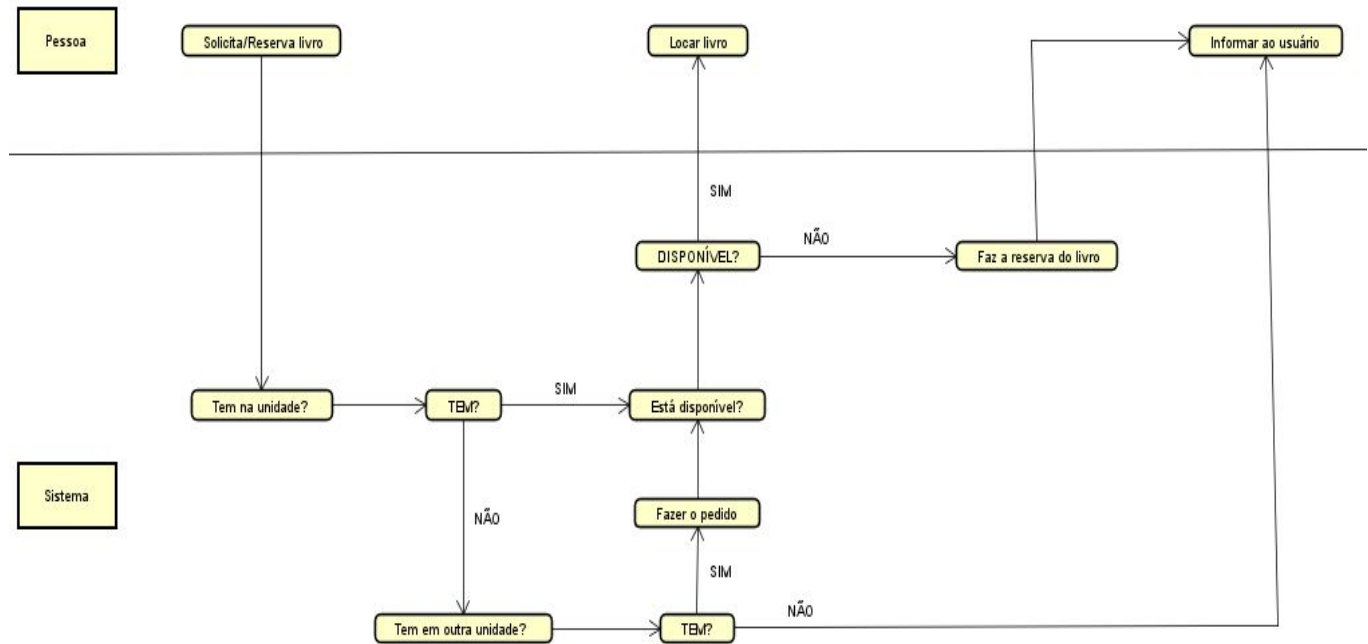 Pessoa
Solicita/Reserva livro
Locar livro
Informar ao usuário
SIM
DISPONÍVEL?
NÃO
Faz a reserva do livro
Tem na unidade?
TEM?
SIM
Está disponível?
Sistema
NÃO
Fazer o pedido
SIM
Tem em outra unidade?
TEM?
NÃO